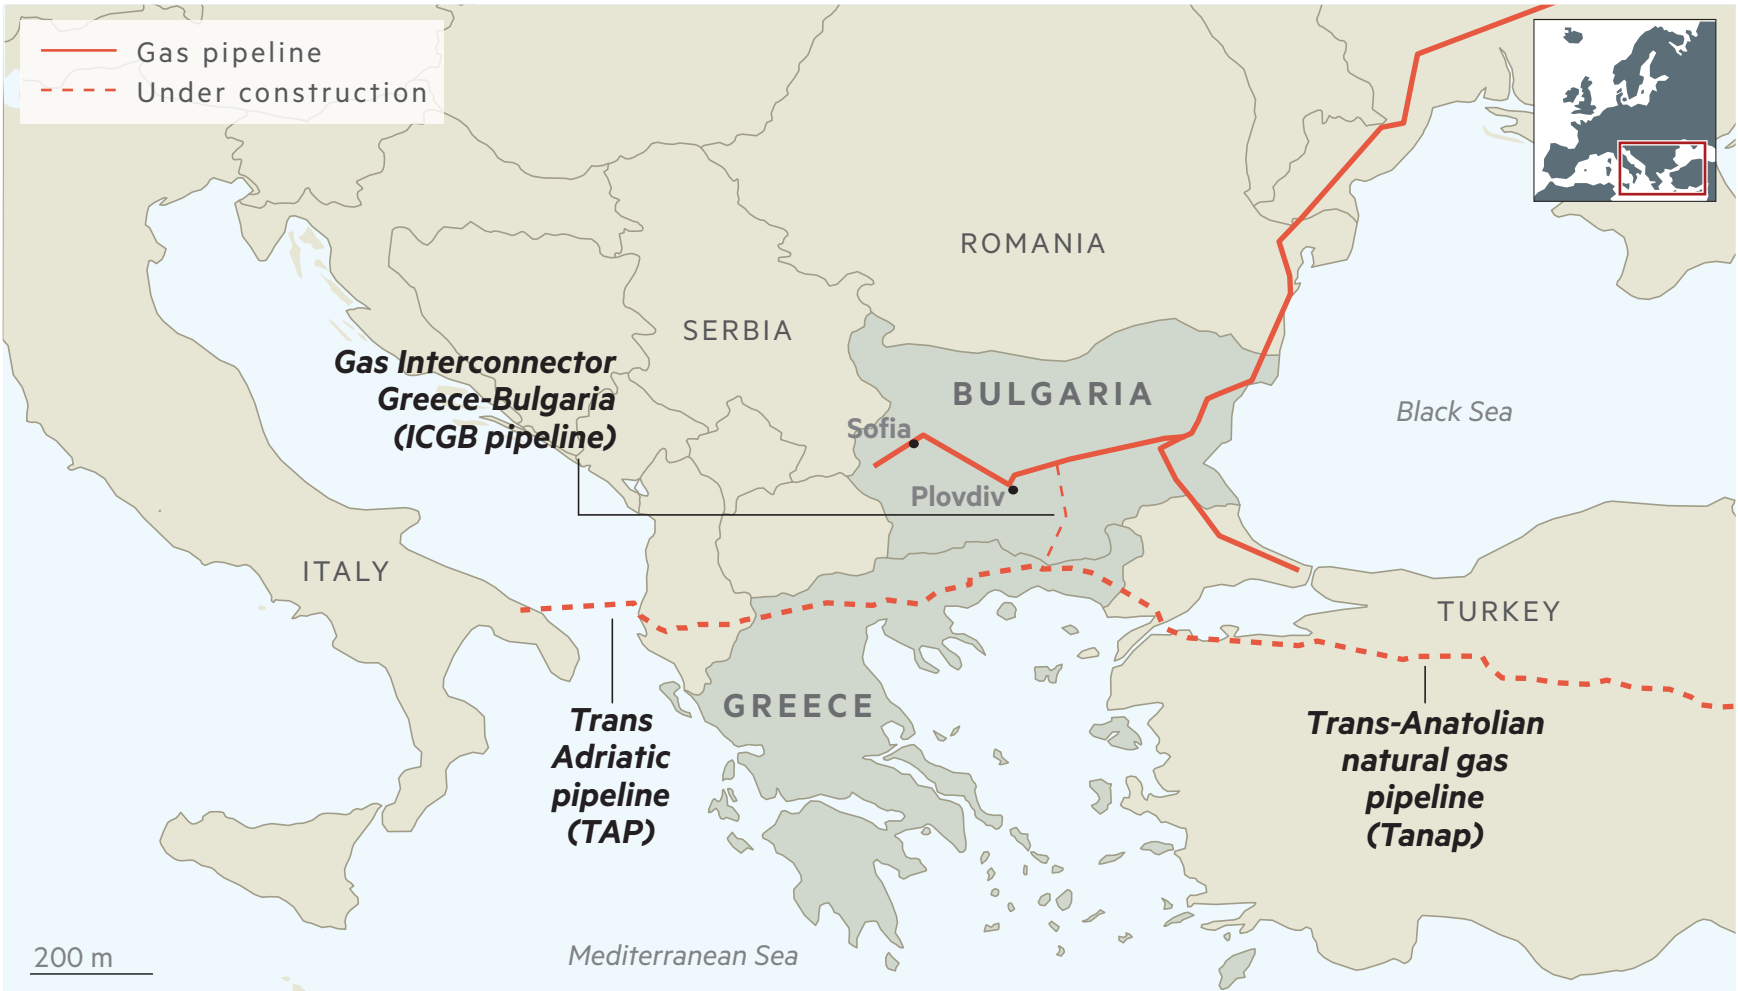 Gas pipeline
Under construction
ROMANIA
SERBIA
Gas Interconnector
Greece-Bulgaria
(ICGB pipeline)
BULGARIA
Black Sea
Sofia
Plovdiv
ITALY
TURKEY
GREECE
Trans
Adriatic
pipeline
(TAP)
Trans-Anatolian
natural gas
pipeline
(Tanap)
Mediterranean Sea
200 m